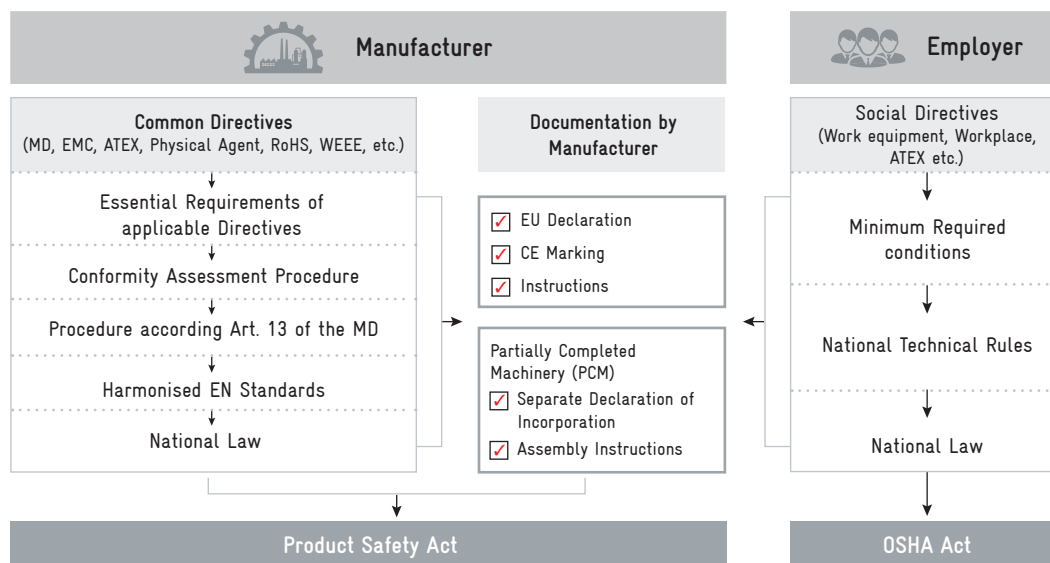 Manufacturer
Common Directives
(MD, EMC, ATEX, Physical Agent, RoHS, WEEE, etc.)
Essential Requirements of
applicable Directives
Conformity Assessment Procedure
Procedure according Art. 13 of the MD
Harmonised EN Standards
National Law
Documentation by
Manufacturer
EU Declaration
CE Marking
Instructions
Partially Completed
Machinery (PCM)
Separate Declaration of
Incorporation
Assembly Instructions
Product Safety Act
Employer
Social Directives
(Work equipment, Workplace,
ATEX etc.)
Minimum Required
conditions
National Technical Rules
National Law
OSHA Act